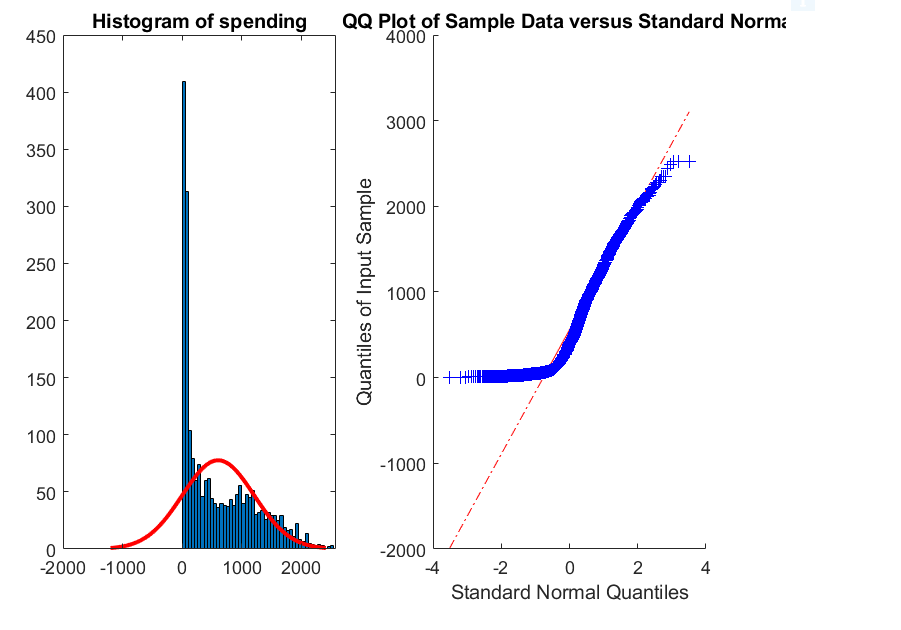 Histogram of spending
450
400
350
300
250
200
150
100
50
0
-2000 -1000 0 1000 2000
QQ Plot of Sample Data versus Standard Norma
4000
3000
2000
1000
0
-1000
-2000
-4 -2 0 2 4
Quantiles of Input Sample
Standard Normal Quantiles